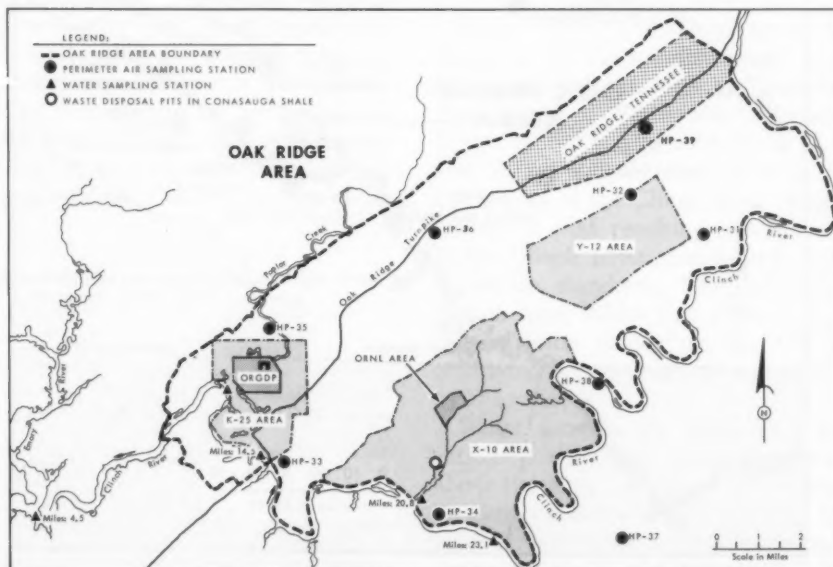 LEGEND:
OAK RIDGE AREA BOUNDARY
PERIMETER AIR SAMPLING STATION
WATER SAMPLING STATION
WASTE DISPOSAL PITS IN CONASAUGA SHALE
OAK RIDGE
AREA
OAK RIDGE, TENNESSEE
HP-39
HP-32
HP-36
HP-31
Y-12 AREA
River
Clinch
Poplar Creek
Oak Ridge Turnpike
HP-35
ORNL AREA
ORGDP
HP-38
Emory River
K-25 AREA
N
X-10 AREA
River
Clinch
Miles: 14.5
HP-33
Clinch River
Miles: 20.8
HP-34
Miles: 4.5
Miles: 23.1
HP-37
1 0 1 2
Scale in Miles